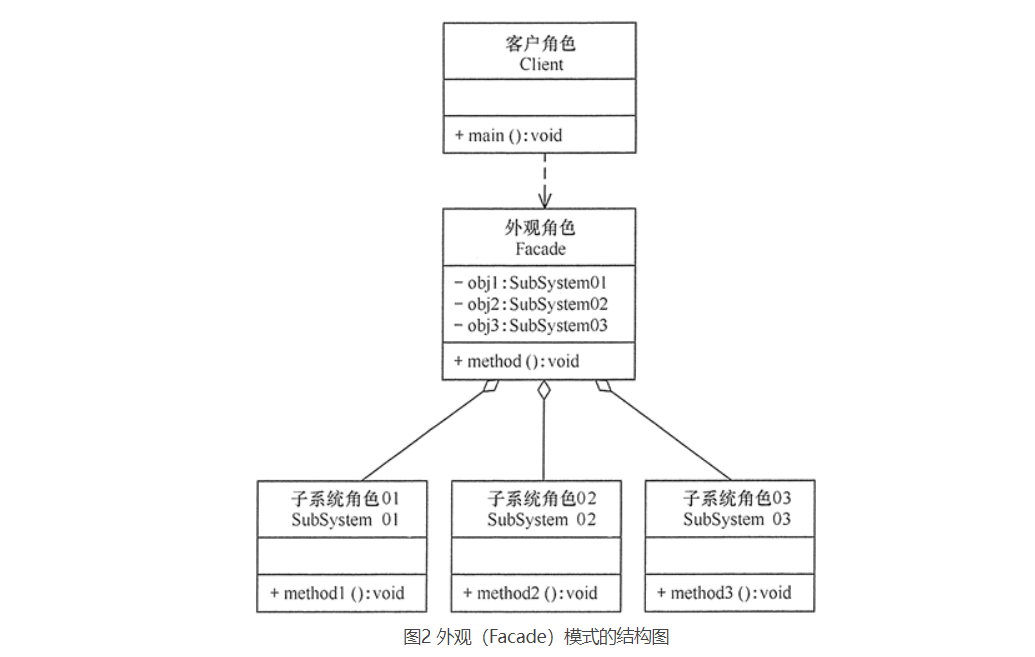 客户角色
Client
+ main ():void
外观角色
Facade
- obj1:SubSystem01
- obj2:SubSystem02
- obj3:SubSystem03
+ method ():void
子系统角色01
SubSystem 01
+ method1 ():void
子系统角色02
SubSystem 02
+ method2 ():void
子系统角色03
SubSystem 03
+ method3 ():void
图2 外观（Facade）模式的结构图